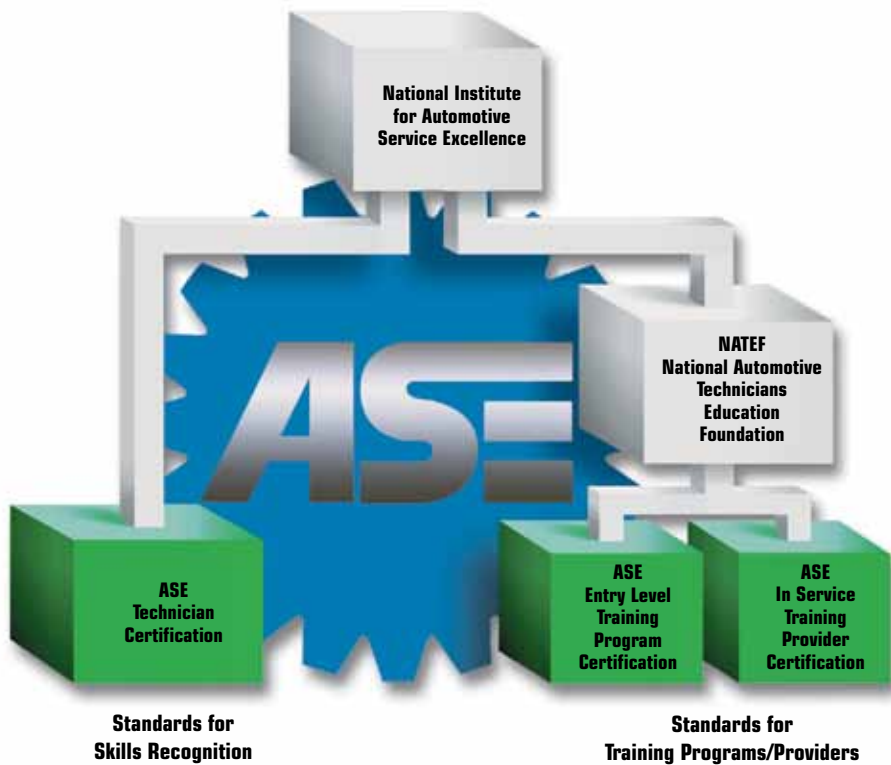 National Institute
for Automotive
Service Excellence
NATEF
National Automotive
Technicians
Education
Foundation
ASE
ASE
Technician
Certification
ASE
Entry Level
Training
Program
Certification
ASE
In Service
Training
Provider
Certification
Standards for
Skills Recognition
Standards for
Training Programs/Providers